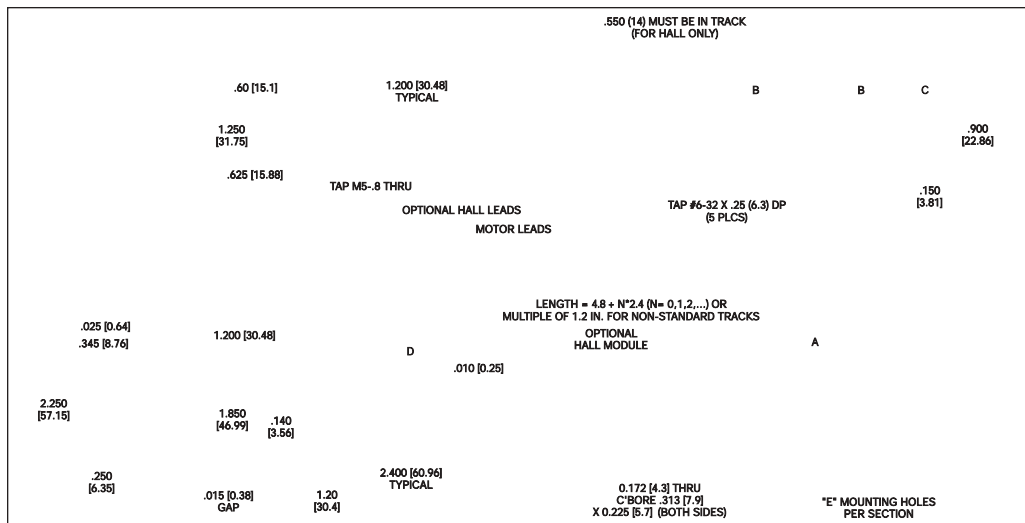 .550 (14) MUST BE IN TRACK
(FOR HALL ONLY)
.60 [15.1]
1.200 [30.48]
TYPICAL
B
B
C
1.250
[31.75]
.900
[22.86]
.625 [15.88]
TAP M5-.8 THRU
.150
[3.81]
OPTIONAL HALL LEADS
TAP #6-32 X .25 (6.3) DP
(5 PLCS)
MOTOR LEADS
LENGTH = 4.8 + N*2.4 (N= 0,1,2,...) OR
MULTIPLE OF 1.2 IN. FOR NON-STANDARD TRACKS
.025 [0.64]
1.200 [30.48]
OPTIONAL
HALL MODULE
.345 [8.76]
D
A
.010 [0.25]
2.250
[57.15]
1.850
[46.99]
.140
[3.56]
.250
[6.35]
2.400 [60.96]
TYPICAL
.015 [0.38]
GAP
1.20
[30.4]
0.172 [4.3] THRU
C'BORE .313 [7.9]
X 0.225 [5.7] (BOTH SIDES)
"E" MOUNTING HOLES
PER SECTION